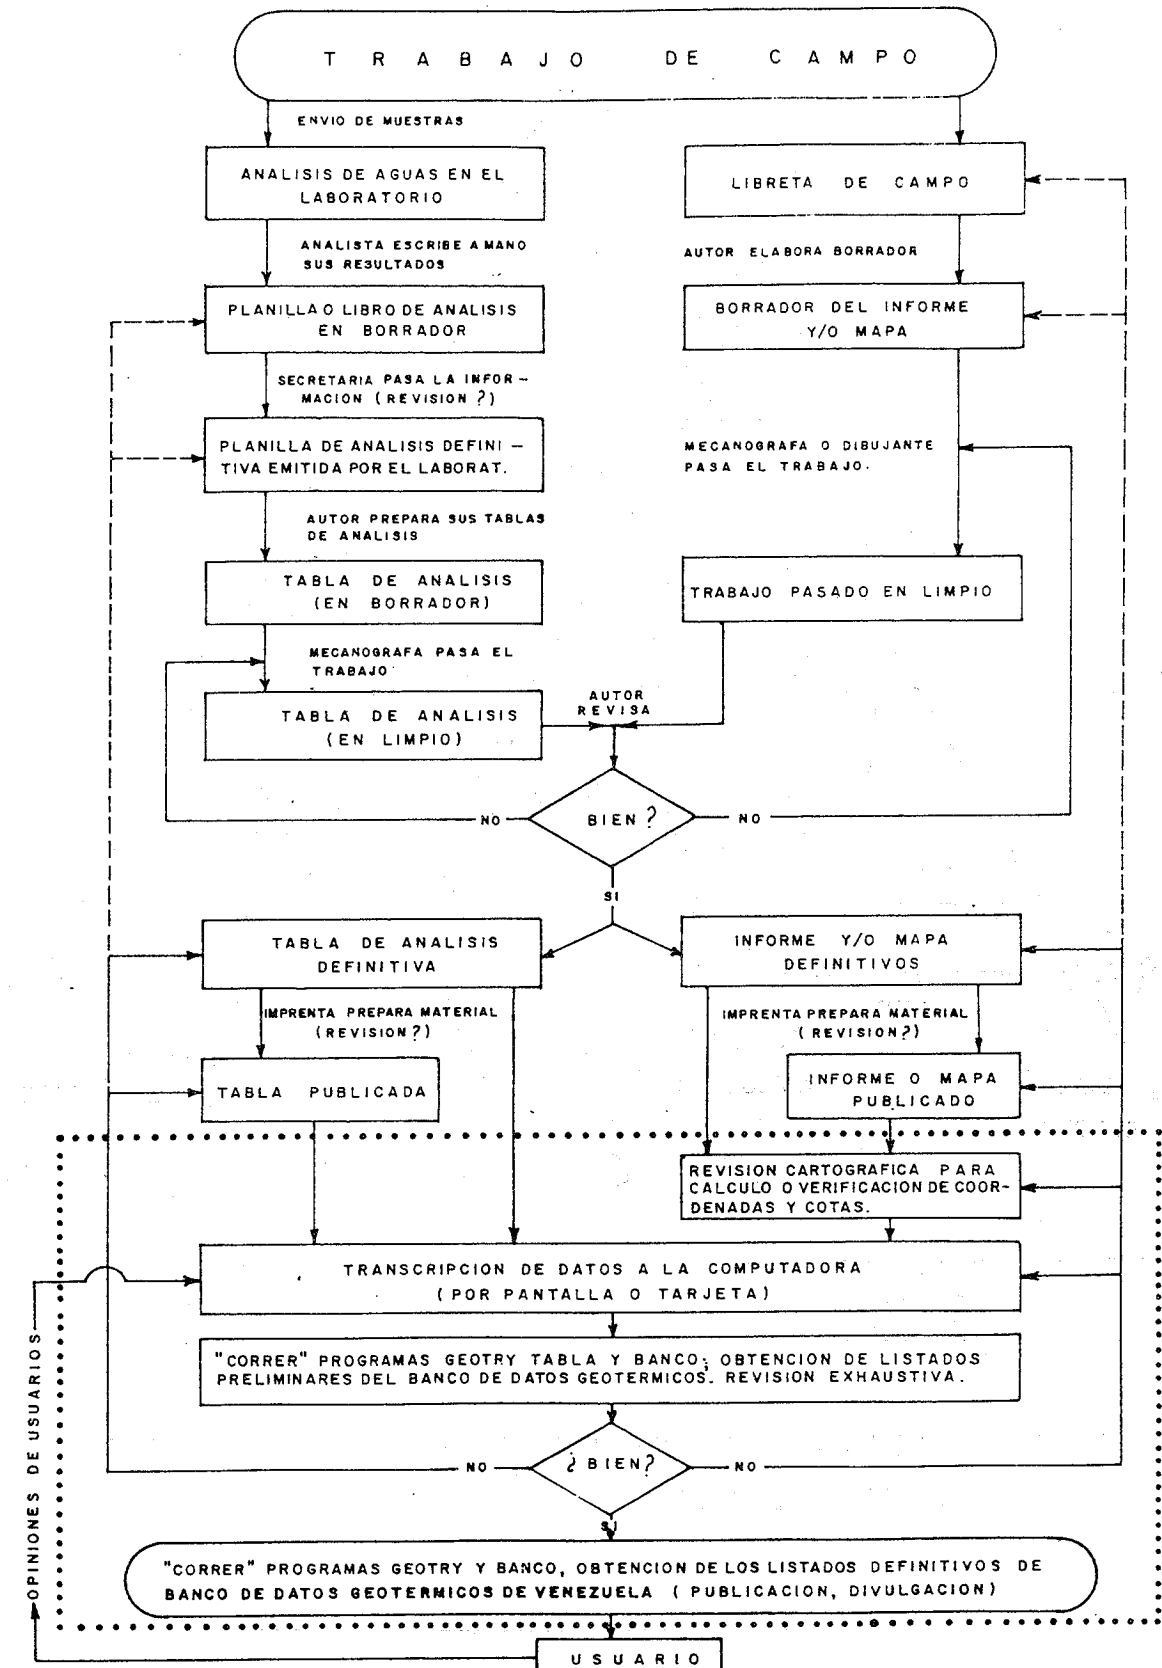 TRABAJO DE CAMPO
ENVIO DE MUESTRAS
ANALISIS DE AGUAS EN EL
LABORATORIO
LIBRETA DE CAMPO
ANALISTA ESCRIBE A MANO
SUS RESULTADOS
AUTOR ELABORA BORRADOR
PLANILLA O LIBRO DE ANALISIS
EN BORRADOR
BORRADOR DEL INFORME
Y/O MAPA
SECRETARIA PASA LA INFOR-
MACION (REVISION ?)
PLANILLA DE ANALISIS DEFINI-
TIVA EMITIDA POR EL LABORAT.
MECANOGRAFA O DIBUJANTE
PASA EL TRABAJO.
AUTOR PREPARA SUS TABLAS
DE ANALISIS
TABLA DE ANALISIS
(EN BORRADOR)
TRABAJO PASADO EN LIMPIO
MECANOGRAFA PASA EL
TRABAJO
TABLA DE ANALISIS
(EN LIMPIO)
AUTOR
REVISA
NO
BIEN?
NO
SI
TABLA DE ANALISIS
DEFINITIVA
INFORME Y/O MAPA
DEFINITIVOS
IMPRENTA PREPARA MATERIAL
(REVISION?)
IMPRENTA PREPARA MATERIAL
(REVISION?)
TABLA PUBLICADA
INFORME O MAPA
PUBLICADO
REVISION CARTOGRAFICA PARA
CALCULO O VERIFICACION DE COOR-
DENADAS Y COTAS.
TRANSCRIPCION DE DATOS A LA COMPUTADORA
(POR PANTALLA O TARJETA)
"CORRER" PROGRAMAS GEOTRY TABLA Y BANCO; OBTENCION DE LISTADOS
PRELIMINARES DEL BANCO DE DATOS GEOTERMICOS. REVISION EXHAUSTIVA.
NO
¿BIEN?
NO
SI
OPINIONES DE USUARIOS
"CORRER" PROGRAMAS GEOTRY Y BANCO, OBTENCION DE LOS LISTADOS DEFINITIVOS DE
BANCO DE DATOS GEOTERMICOS DE VENEZUELA (PUBLICACION, DIVULGACION)
USUARIO